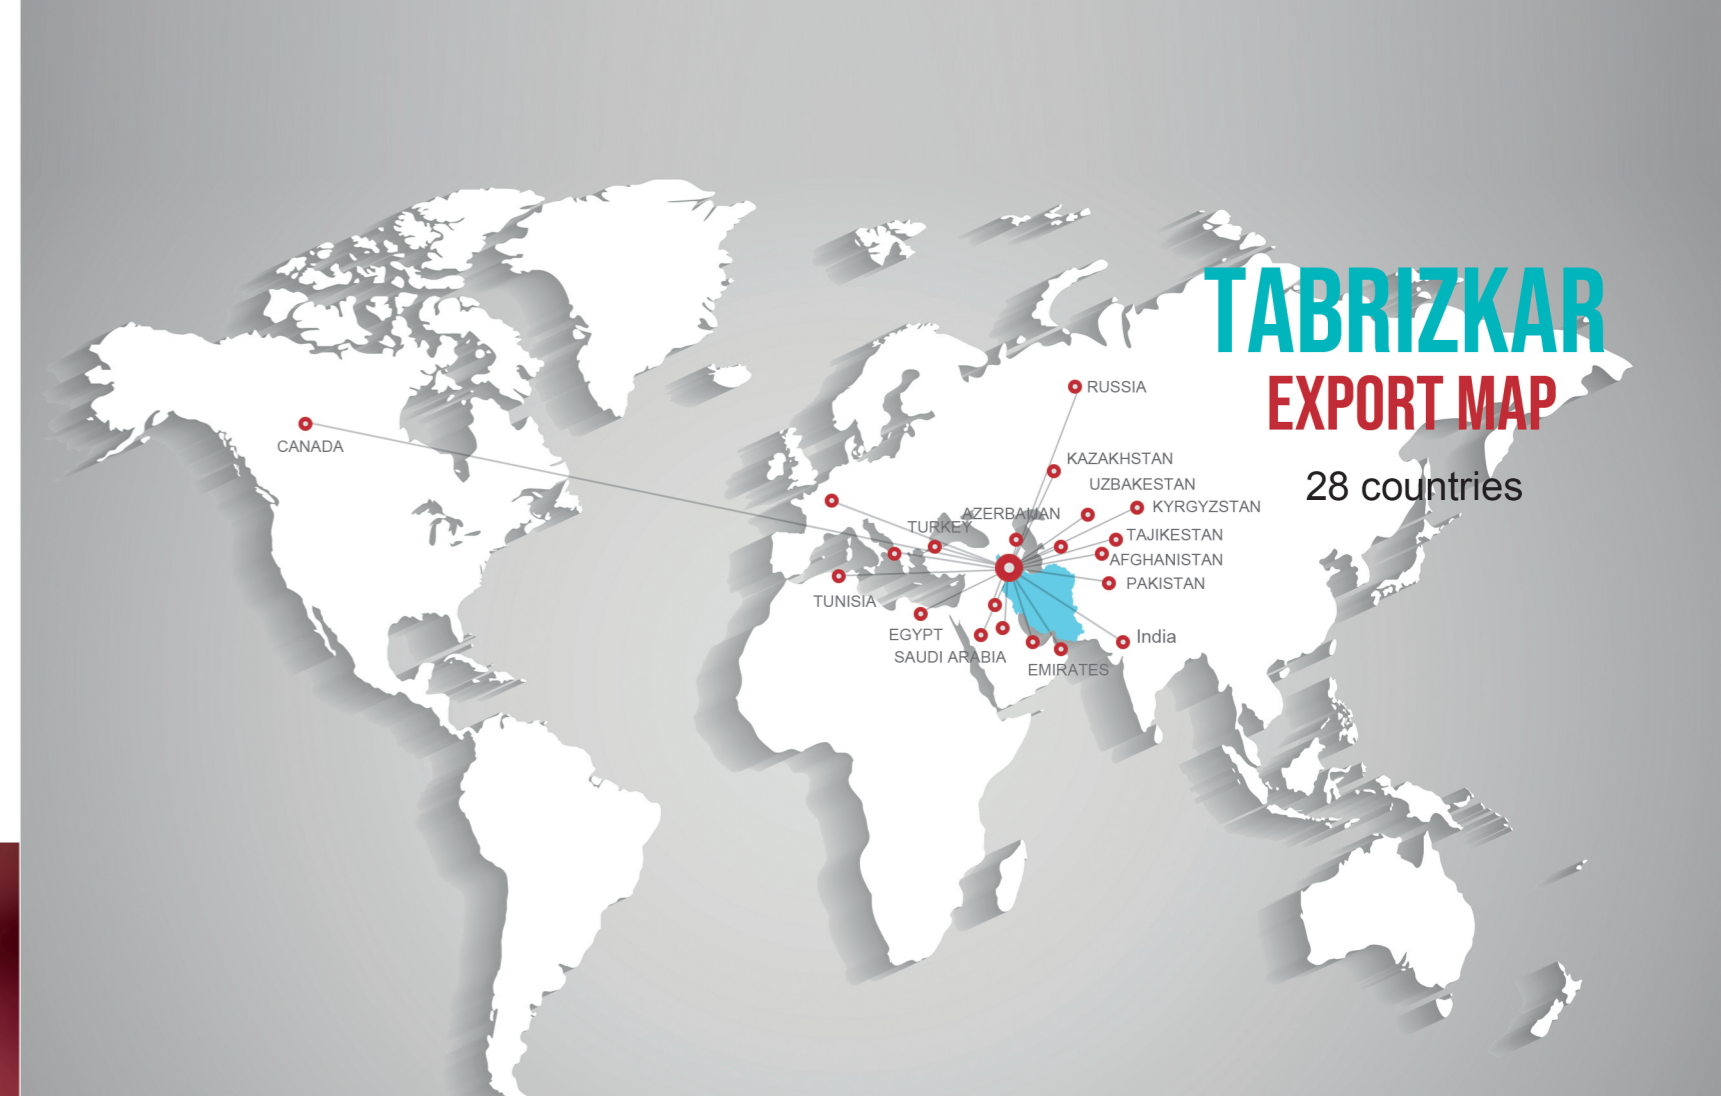 TABRIZKAR
EXPORT MAP
28 countries
RUSSIA
CANADA
KAZAKHSTAN
UZBAKESTAN
KYRGYZSTAN
AZERBAIJAN
TURKEY
TAJIKESTAN
AFGHANISTAN
PAKISTAN
TUNISIA
EGYPT
India
SAUDI ARABIA
EMIRATES